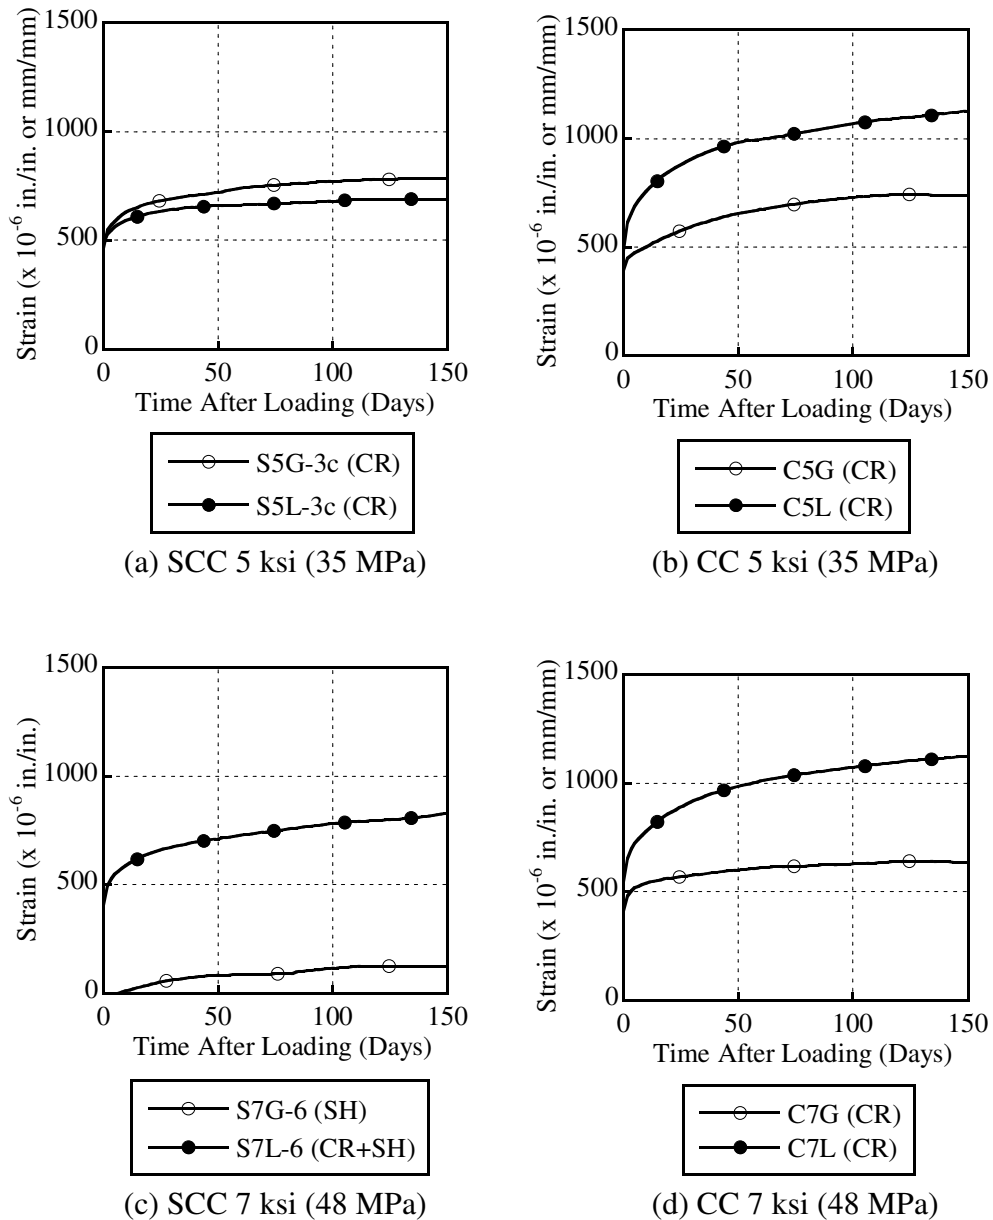 1500
1000
500
0
Strain (x 10⁻⁶ in./in. or mm/mm)
0 50 100 150
Time After Loading (Days)
S5G-3c (CR)
S5L-3c (CR)
(a) SCC 5 ksi (35 MPa)
1500
1000
500
0
Strain (x 10⁻⁶ in./in. or mm/mm)
0 50 100 150
Time After Loading (Days)
C5G (CR)
C5L (CR)
(b) CC 5 ksi (35 MPa)
1500
1000
500
0
Strain (x 10⁻⁶ in./in.)
0 50 100 150
Time After Loading (Days)
S7G-6 (SH)
S7L-6 (CR+SH)
(c) SCC 7 ksi (48 MPa)
1500
1000
500
0
Strain (x 10⁻⁶ in./in. or mm/mm)
0 50 100 150
Time After Loading (Days)
C7G (CR)
C7L (CR)
(d) CC 7 ksi (48 MPa)